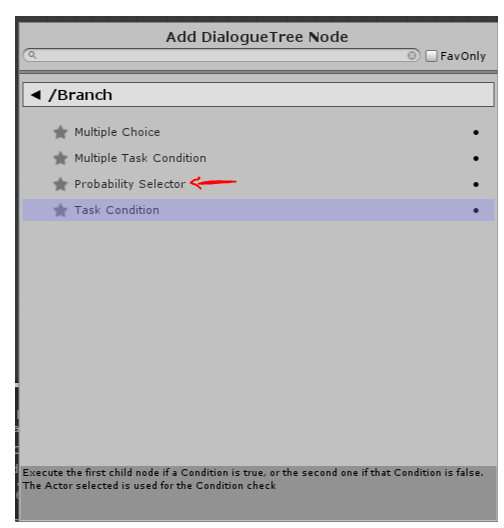 Add DialogueTree Node
FavOnly
◄ /Branch
Multiple Choice
Multiple Task Condition
Probability Selector
Task Condition
Execute the first child node if a Condition is true, or the second one if that Condition is false.
The Actor selected is used for the Condition check